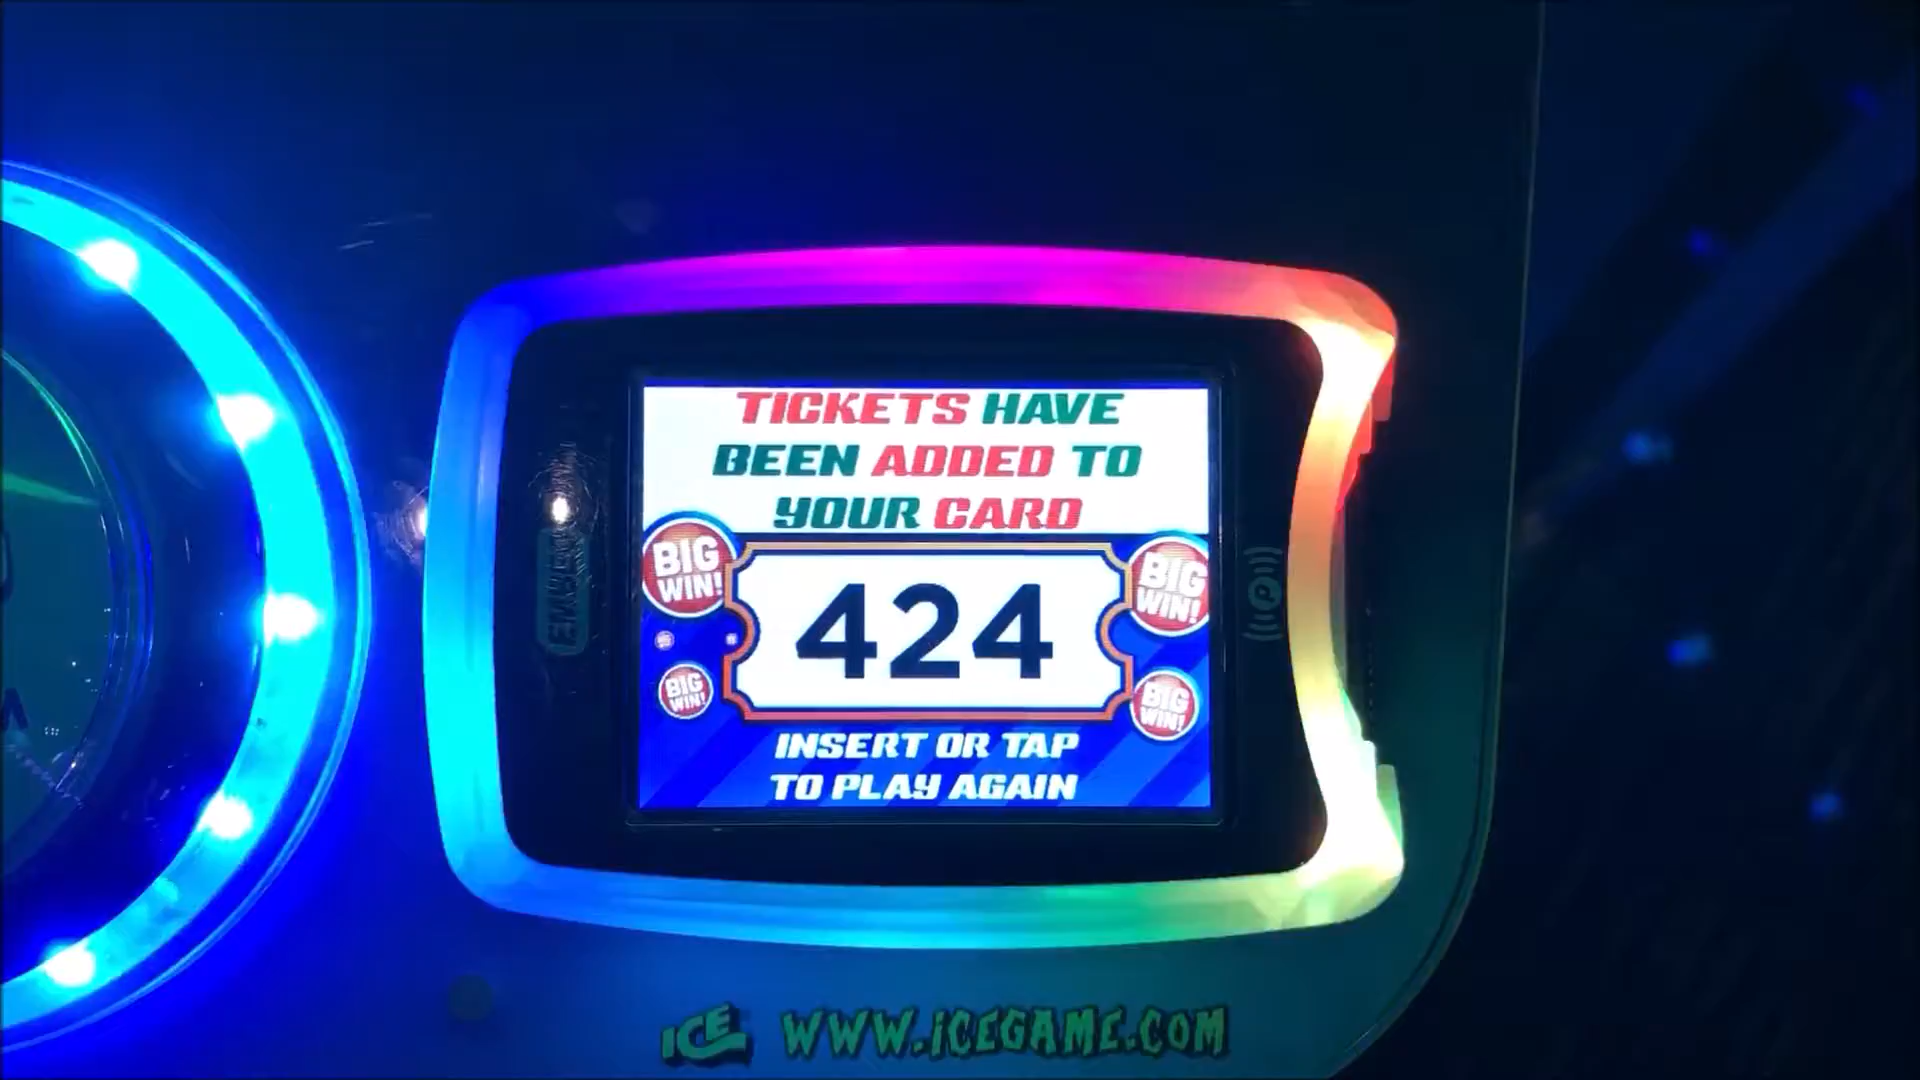 TICKETS HAVE
BEEN ADDED TO
YOUR CARD
BIG
WIN!
BIG
WIN!
424
BIG
WIN!
BIG
WIN!
INSERT OR TAP
TO PLAY AGAIN
ICE WWW.ICEGAME.COM